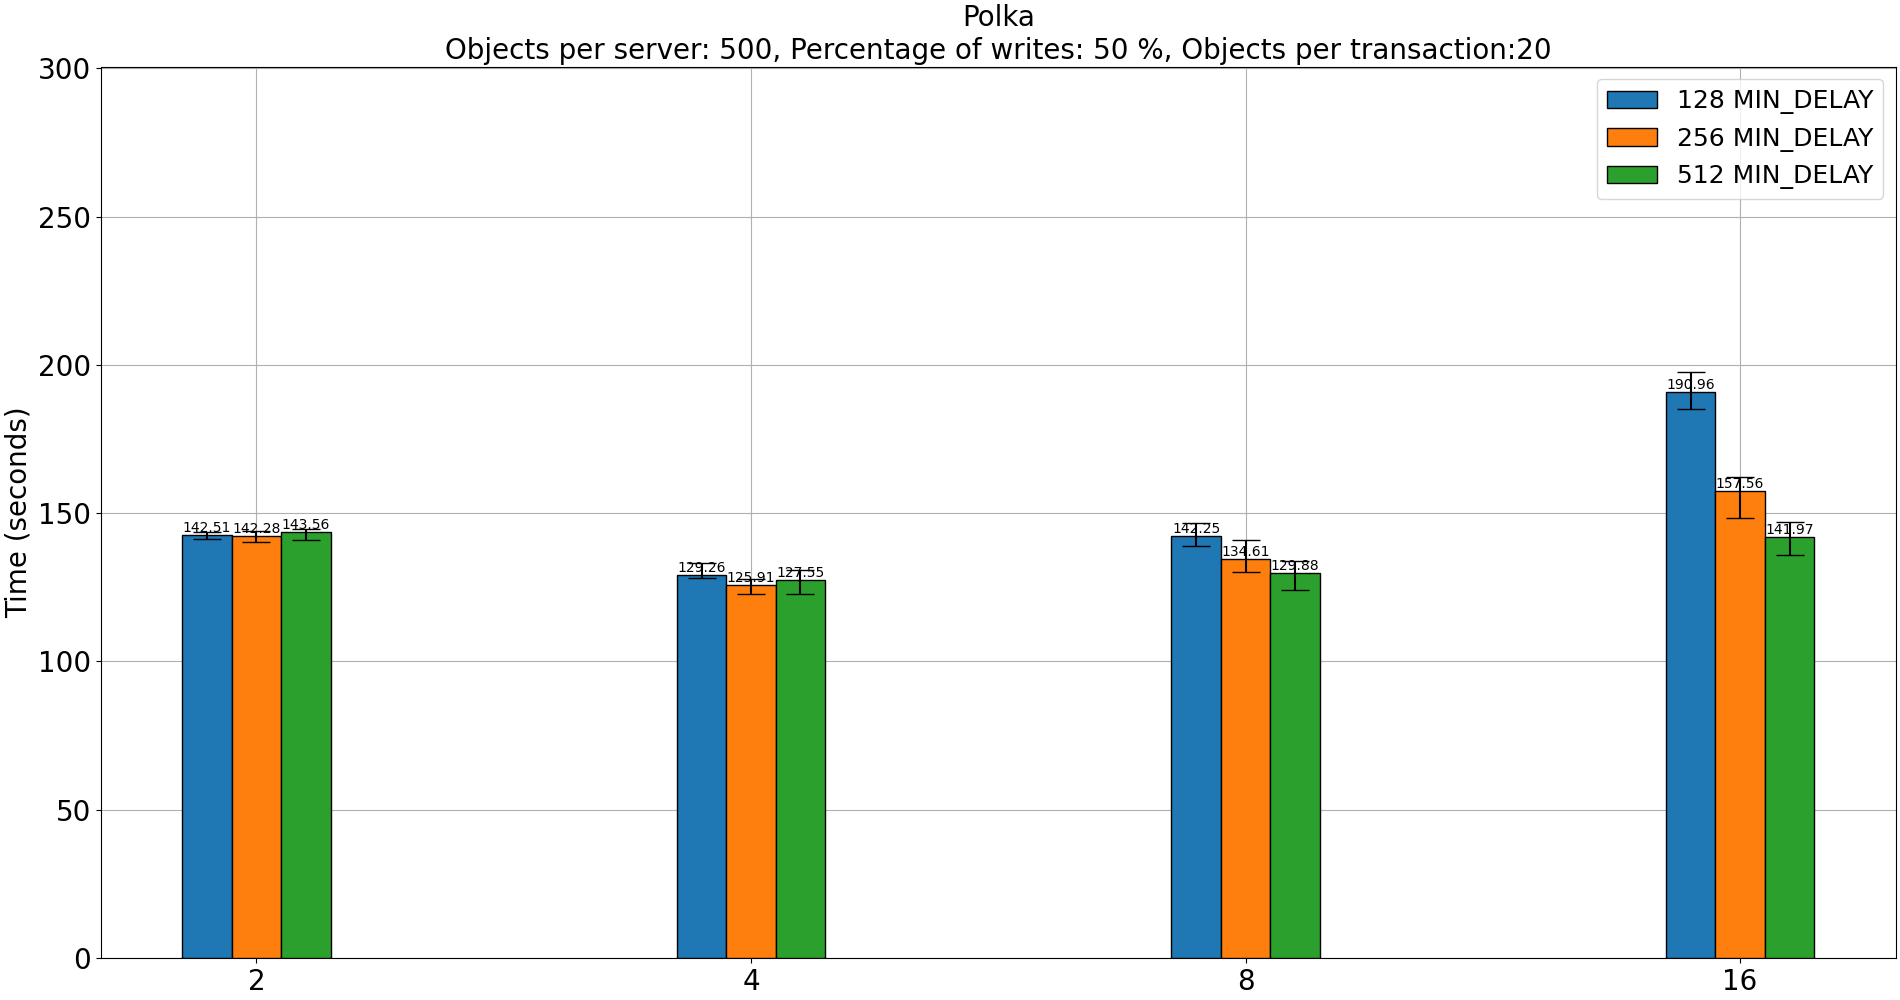 Polka
Objects per server: 500, Percentage of writes: 50 %, Objects per transaction:20
300
250
200
150
100
50
0
Time (seconds)
128 MIN_DELAY
256 MIN_DELAY
512 MIN_DELAY
142.51 142.28 143.56
129.26 125.91 127.55
142.25 134.61 129.88
190.96 157.56 141.97
2 4 8 16